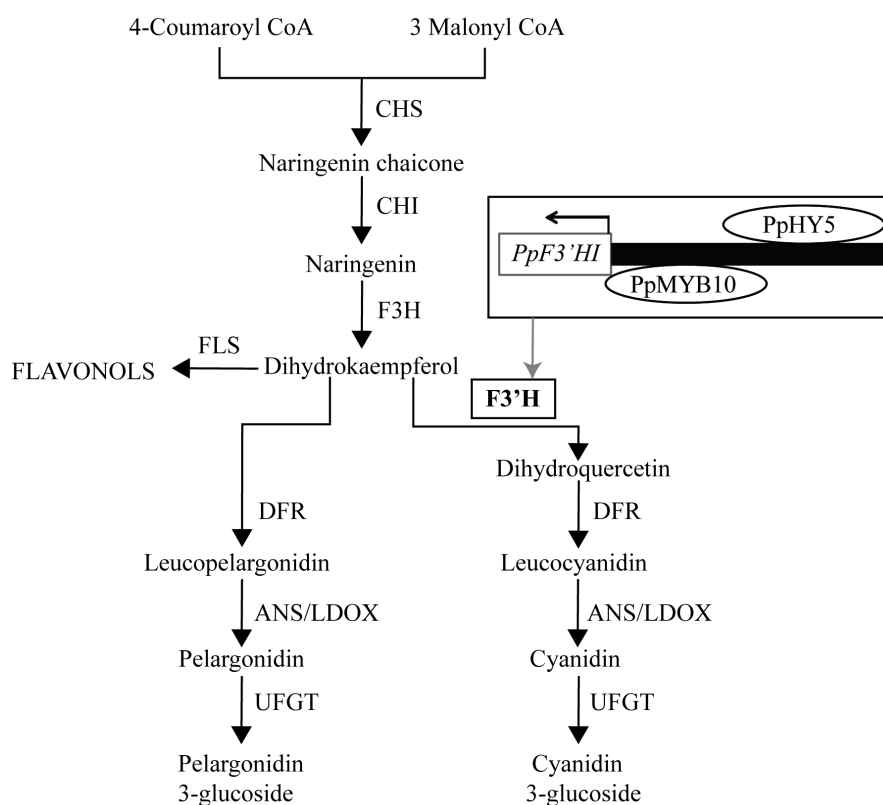 4-Coumaroyl CoA
3 Malonyl CoA
CHS
Naringenin chaicone
CHI
Naringenin
F3H
PpHY5
PpF3’HI
PpMYB10
FLS
FLAVONOLS
Dihydrokaempferol
F3’H
Dihydroquercetin
DFR
DFR
Leucopelargonidin
Leucocyanidin
ANS/LDOX
ANS/LDOX
Pelargonidin
Cyanidin
UFGT
UFGT
Pelargonidin
3-glucoside
Cyanidin
3-glucoside